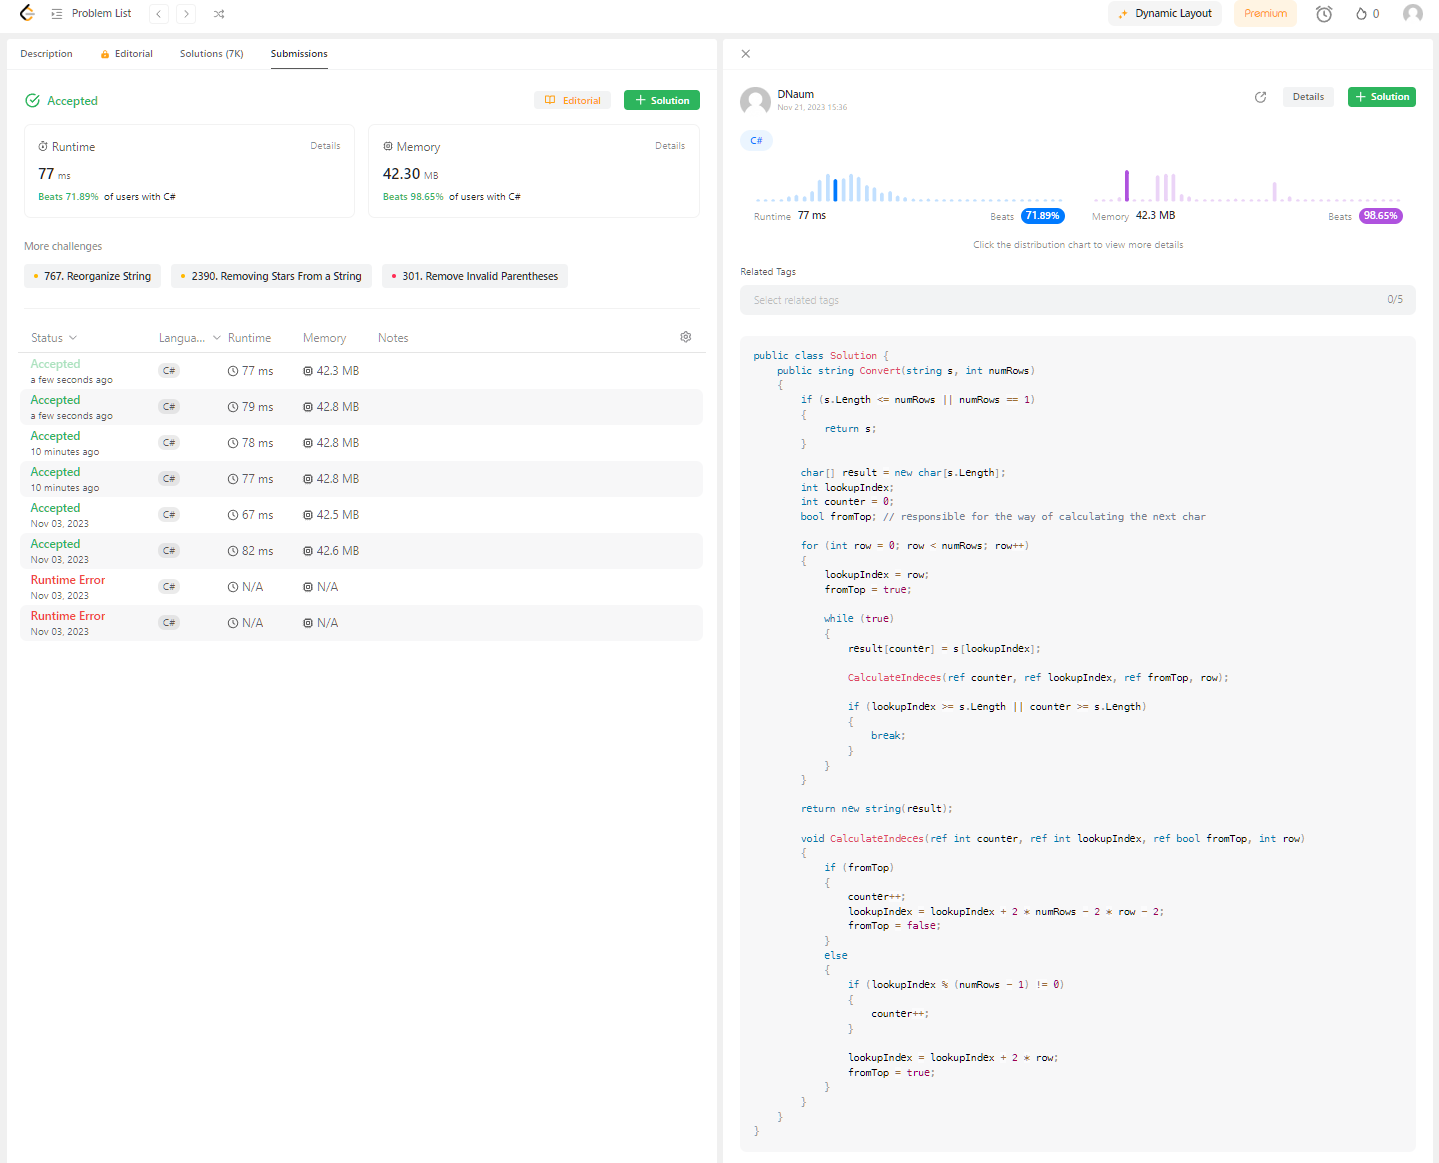 Problem List
Dynamic Layout
Premium
0
Description
Editorial
Solutions (7K)
Submissions
Accepted
Editorial
Solution
Runtime
Details
77 ms
Beats 71.89% of users with C#
Memory
Details
42.30 MB
Beats 98.65% of users with C#
More challenges
767. Reorganize String
2390. Removing Stars From a String
301. Remove Invalid Parentheses
Status Langua... Runtime Memory Notes
Accepted
a few seconds ago
C# 77 ms 42.3 MB
Accepted
a few seconds ago
C# 79 ms 42.8 MB
Accepted
10 minutes ago
C# 78 ms 42.8 MB
Accepted
10 minutes ago
C# 77 ms 42.8 MB
Accepted
Nov 03, 2023
C# 67 ms 42.5 MB
Accepted
Nov 03, 2023
C# 82 ms 42.6 MB
Runtime Error
Nov 03, 2023
C# N/A N/A
Runtime Error
Nov 03, 2023
C# N/A N/A
DNaum
Nov 21, 2023 15:36
Details
Solution
C#
Runtime 77 ms
Beats 71.89%
Memory 42.3 MB
Beats 98.65%
Click the distribution chart to view more details
Related Tags
Select related tags
0/5
public class Solution {
    public string Convert(string s, int numRows)
    {
        if (s.Length <= numRows || numRows == 1)
        {
            return s;
        }

        char[] result = new char[s.Length];
        int lookupIndex;
        int counter = 0;
        bool fromTop; // responsible for the way of calculating the next char

        for (int row = 0; row < numRows; row++)
        {
            lookupIndex = row;
            fromTop = true;

            while (true)
            {
                result[counter] = s[lookupIndex];

                CalculateIndeces(ref counter, ref lookupIndex, ref fromTop, row);

                if (lookupIndex >= s.Length || counter >= s.Length)
                {
                    break;
                }
            }
        }

        return new string(result);

        void CalculateIndeces(ref int counter, ref int lookupIndex, ref bool fromTop, int row)
        {
            if (fromTop)
            {
                counter++;
                lookupIndex = lookupIndex + 2 * numRows - 2 * row - 2;
                fromTop = false;
            }
            else
            {
                if (lookupIndex % (numRows - 1) != 0)
                {
                    counter++;
                }

                lookupIndex = lookupIndex + 2 * row;
                fromTop = true;
            }
        }
    }
}